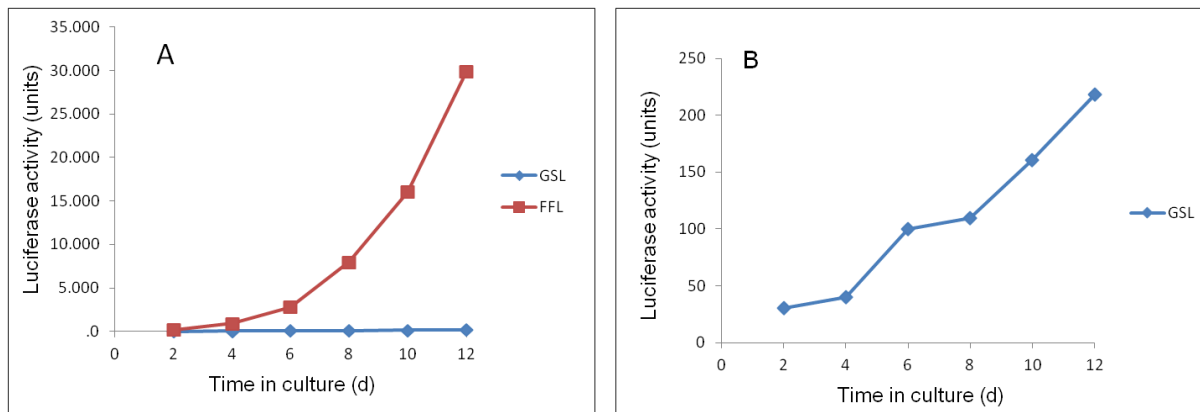 A
35.000
30.000
25.000
20.000
15.000
10.000
5.000
.0
0 2 4 6 8 10 12
Luciferase activity (units)
Time in culture (d)
GSL
FFL
B
250
200
150
100
50
0
0 2 4 6 8 10 12
Luciferase activity (units)
Time in culture (d)
GSL